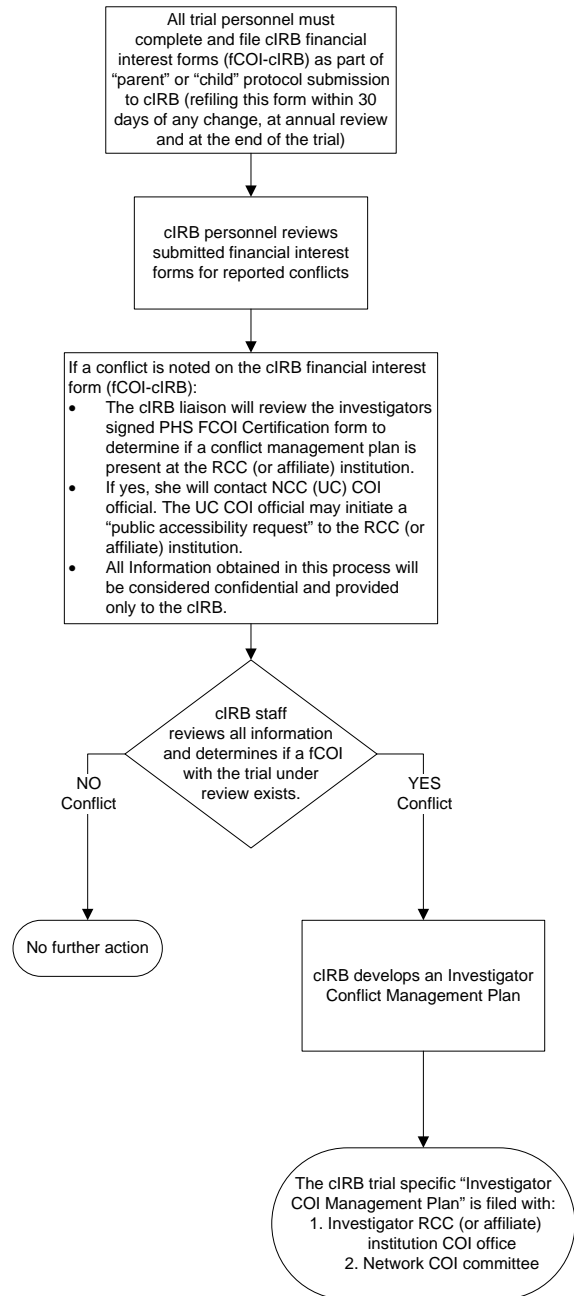 All trial personnel must
complete and file cIRB financial
interest forms (fCOI-cIRB) as part of
“parent” or “child” protocol submission
to cIRB (refiling this form within 30
days of any change, at annual review
and at the end of the trial)
cIRB personnel reviews
submitted financial interest
forms for reported conflicts
If a conflict is noted on the cIRB financial interest
form (fCOI-cIRB):
• The cIRB liaison will review the investigators
signed PHS FCOI Certification form to
determine if a conflict management plan is
present at the RCC (or affiliate) institution.
• If yes, she will contact NCC (UC) COI
official. The UC COI official may initiate a
“public accessibility request” to the RCC (or
affiliate) institution.
• All Information obtained in this process will
be considered confidential and provided
only to the cIRB.
cIRB staff
reviews all information
and determines if a fCOI
with the trial under
review exists.
NO
Conflict
YES
Conflict
No further action
cIRB develops an Investigator
Conflict Management Plan
The cIRB trial specific “Investigator
COI Management Plan” is filed with:
1. Investigator RCC (or affiliate)
institution COI office
2. Network COI committee